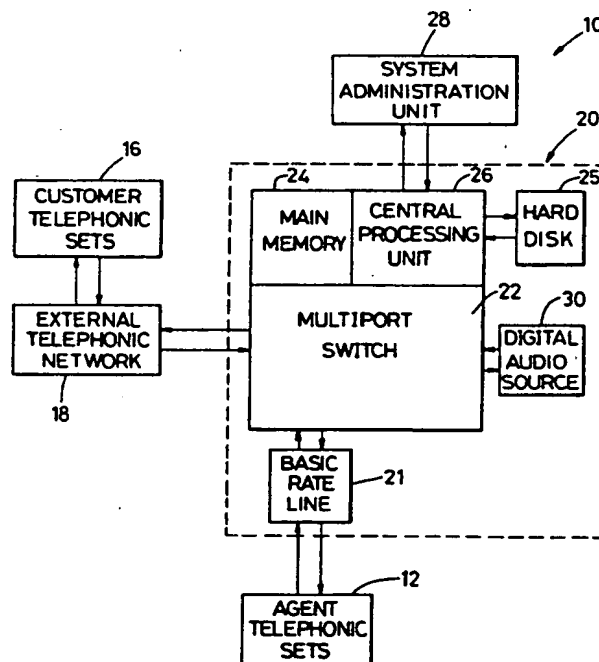 28
10
SYSTEM
ADMINISTRATION
UNIT
20
16
24
26
25
CUSTOMER
TELEPHONIC
SETS
MAIN
MEMORY
CENTRAL
PROCESSING
UNIT
HARD
DISK
22
30
EXTERNAL
TELEPHONIC
NETWORK
MULTIPORT
SWITCH
DIGITAL
AUDIO
SOURCE
18
BASIC
RATE
LINE
21
12
AGENT
TELEPHONIC
SETS